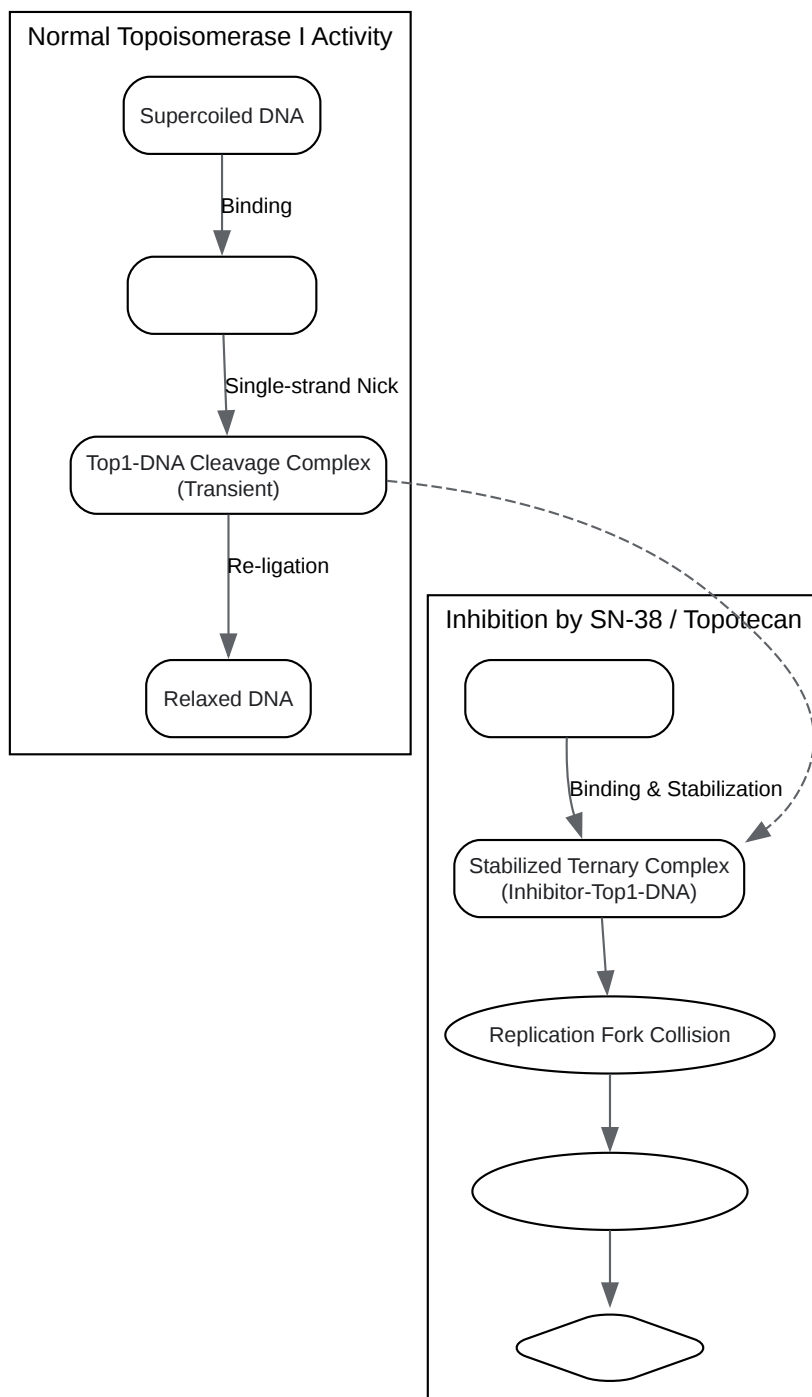 Normal Topoisomerase I Activity
Supercoiled DNA
Binding
Single-strand Nick
Top1-DNA Cleavage Complex
(Transient)
Re-ligation
Relaxed DNA
Inhibition by SN-38 / Topotecan
Binding & Stabilization
Stabilized Ternary Complex
(Inhibitor-Top1-DNA)
Replication Fork Collision